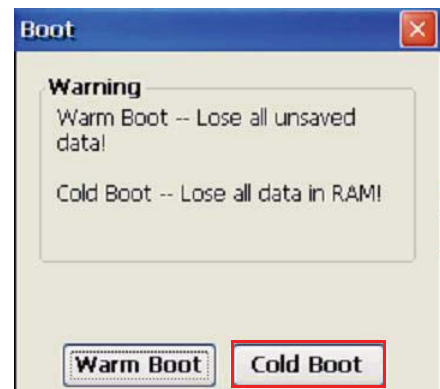 Boot
Warning
Warm Boot -- Lose all unsaved
data!
Cold Boot -- Lose all data in RAM!
Warm Boot
Cold Boot